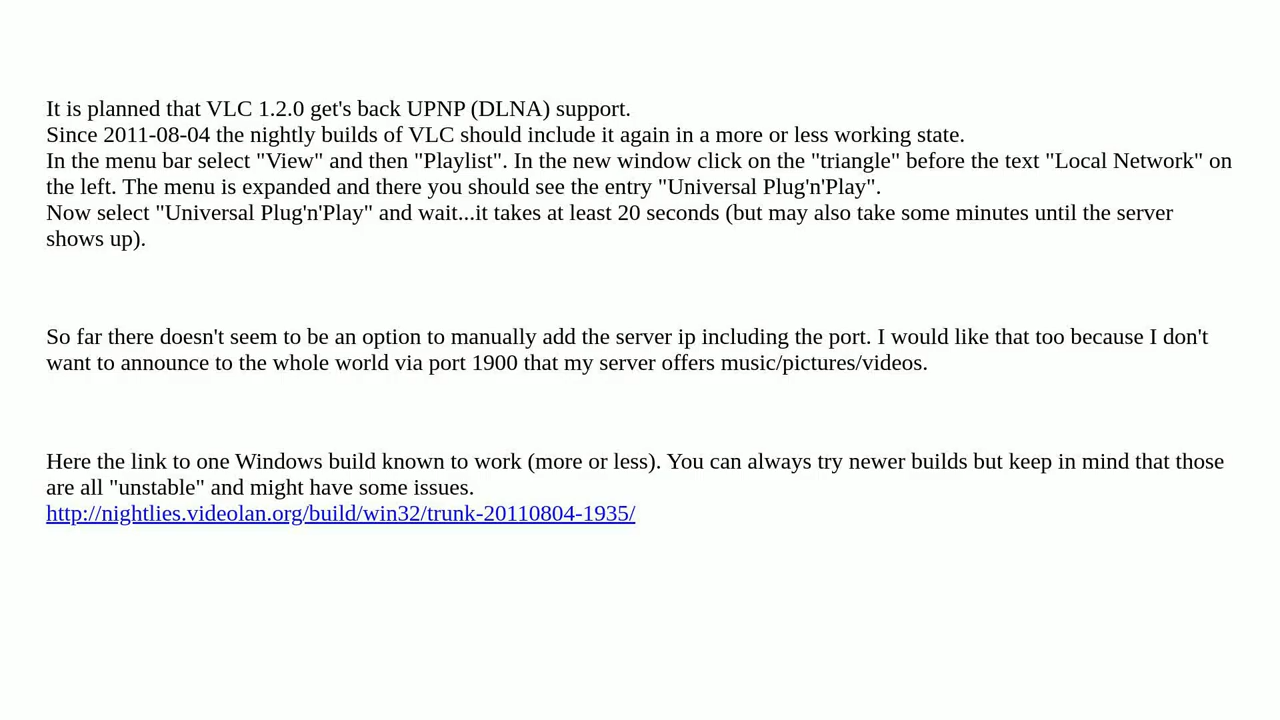 It is planned that VLC 1.2.0 get's back UPNP (DLNA) support.
Since 2011-08-04 the nightly builds of VLC should include it again in a more or less working state.
In the menu bar select "View" and then "Playlist". In the new window click on the "triangle" before the text "Local Network" on
the left. The menu is expanded and there you should see the entry "Universal Plug'n'Play".
Now select "Universal Plug'n'Play" and wait...it takes at least 20 seconds (but may also take some minutes until the server
shows up).
So far there doesn't seem to be an option to manually add the server ip including the port. I would like that too because I don't
want to announce to the whole world via port 1900 that my server offers music/pictures/videos.
Here the link to one Windows build known to work (more or less). You can always try newer builds but keep in mind that those
are all "unstable" and might have some issues.
http://nightlies.videolan.org/build/win32/trunk-20110804-1935/